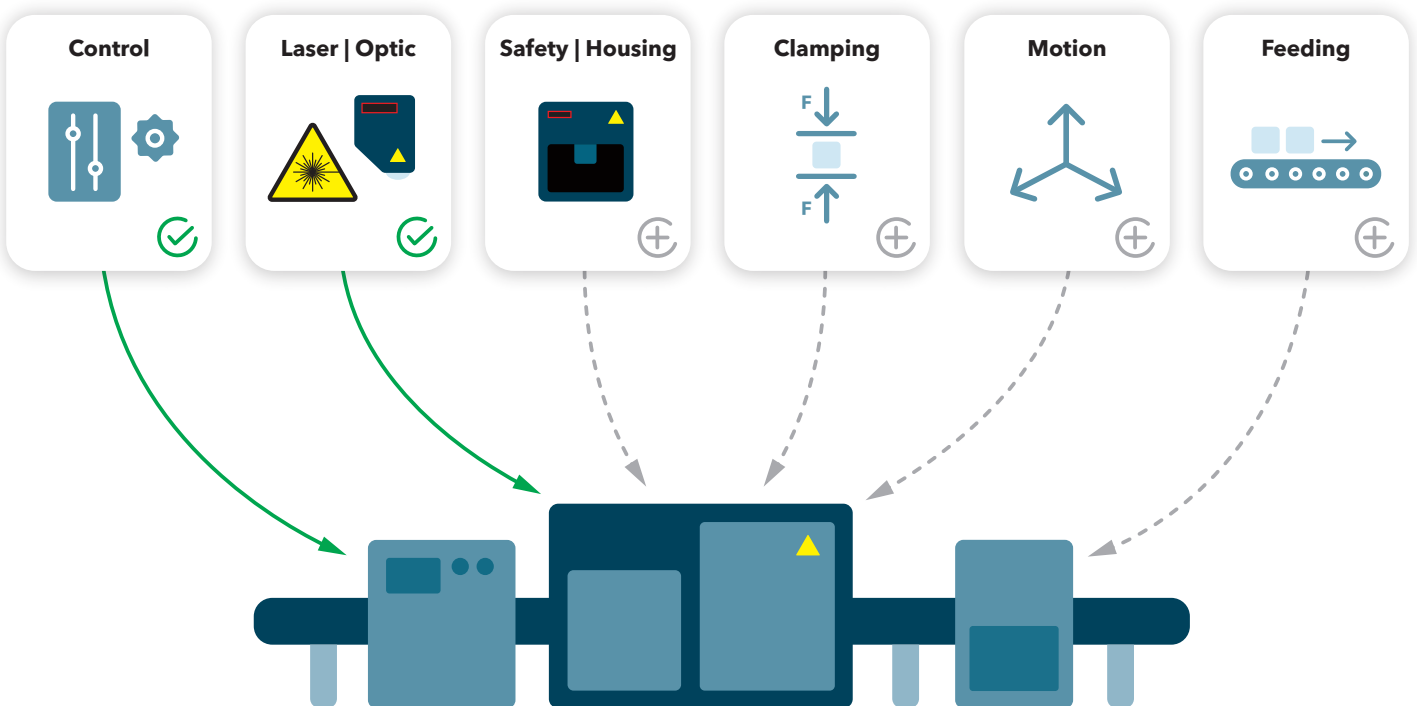 Control
Laser | Optic
Safety | Housing
Clamping
Motion
Feeding
F
F